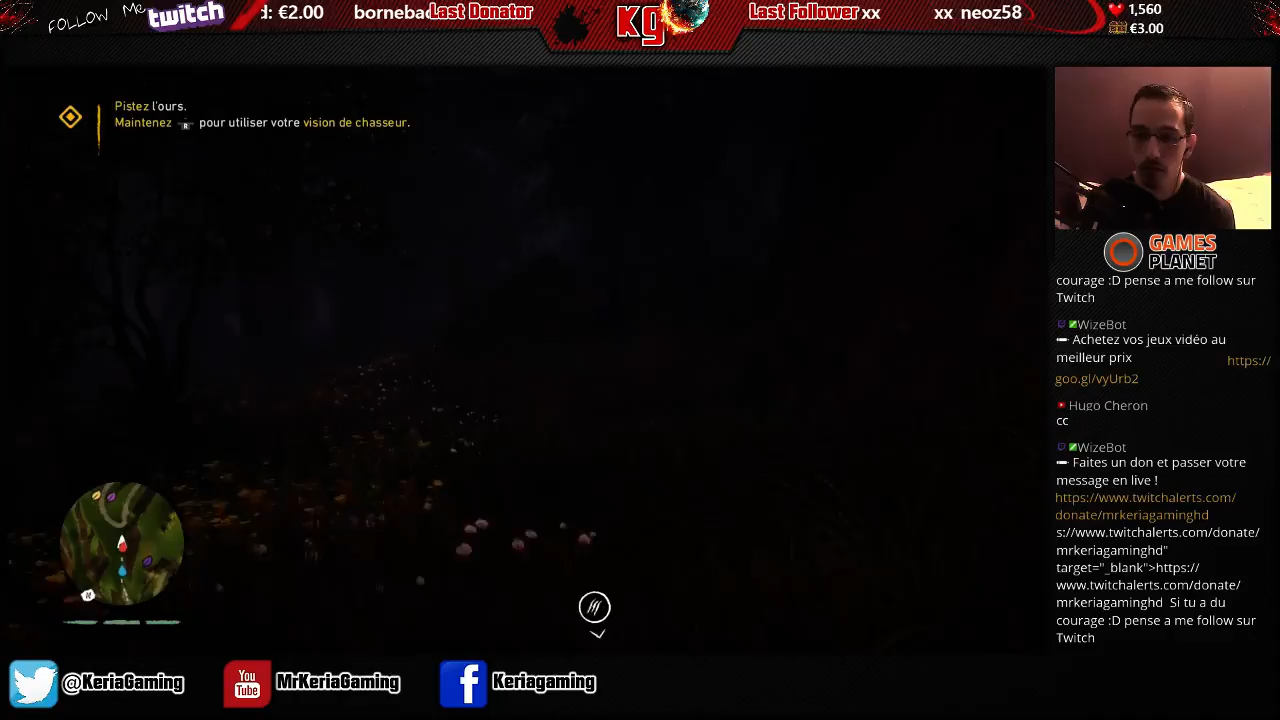 FOLLOW Me
twitch
d: €2.00
bornebac
Last Donator
KG
Last Follower
xx
xx neoz58
1,560
€3.00
Pistez l'ours.
Maintenez R pour utiliser votre vision de chasseur.
GAMES
PLANET
courage :D pense a me follow sur
Twitch
WizeBot
Achetez vos jeux vidéo au
meilleur prix https://
goo.gl/vyUrb2
Hugo Cheron
cc
WizeBot
Faites un don et passer votre
message en live !
https://www.twitchalerts.com/
donate/mrkeriagaminghd
s://www.twitchalerts.com/donate/
mrkeriagaminghd"
target="_blank">https://
www.twitchalerts.com/donate/
mrkeriagaminghd Si tu a du
courage :D pense a me follow sur
Twitch
@KeriaGaming
You
Tube
MrKeriaGaming
f
Keriagaming